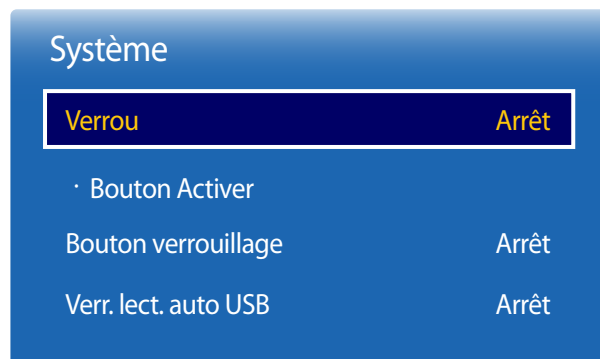 Système
Verrou Arrêt
· Bouton Activer
Bouton verrouillage Arrêt
Verr. lect. auto USB Arrêt